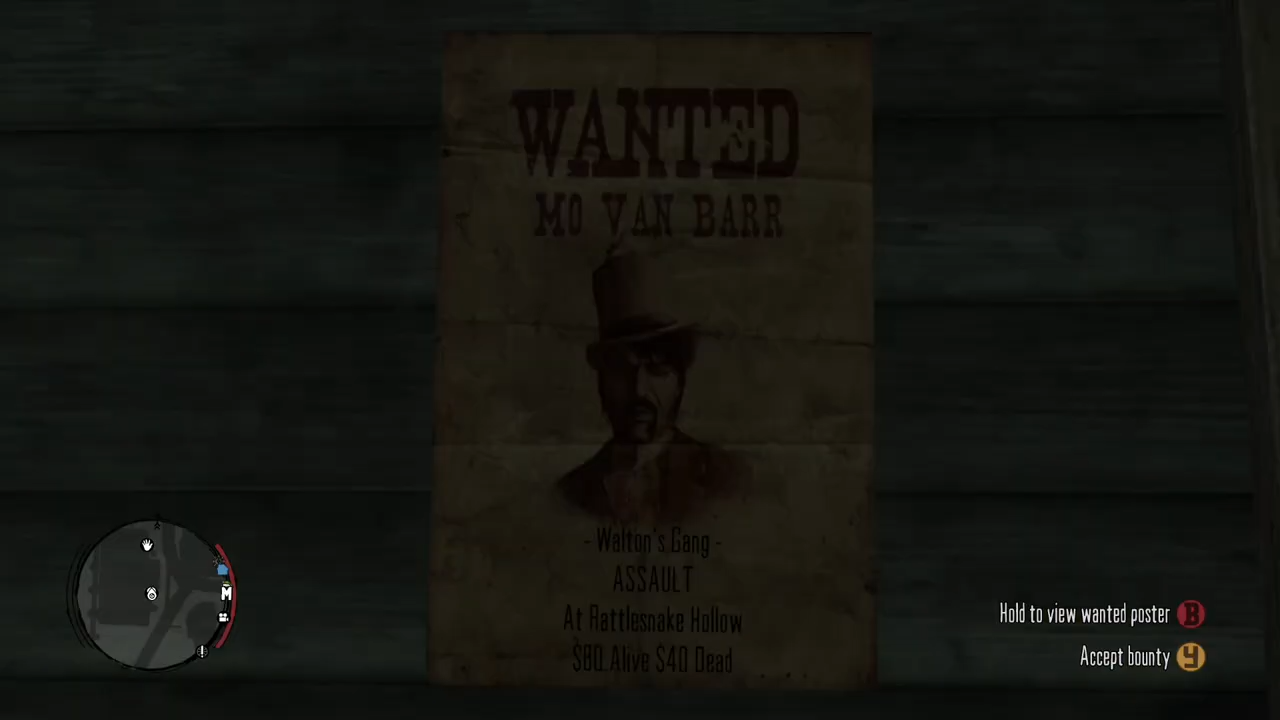 WANTED
MO VAN BARR
- Walton's Gang -
ASSAULT
At Rattlesnake Hollow
$80 Alive $40 Dead
Hold to view wanted poster B
Accept bounty Y
M